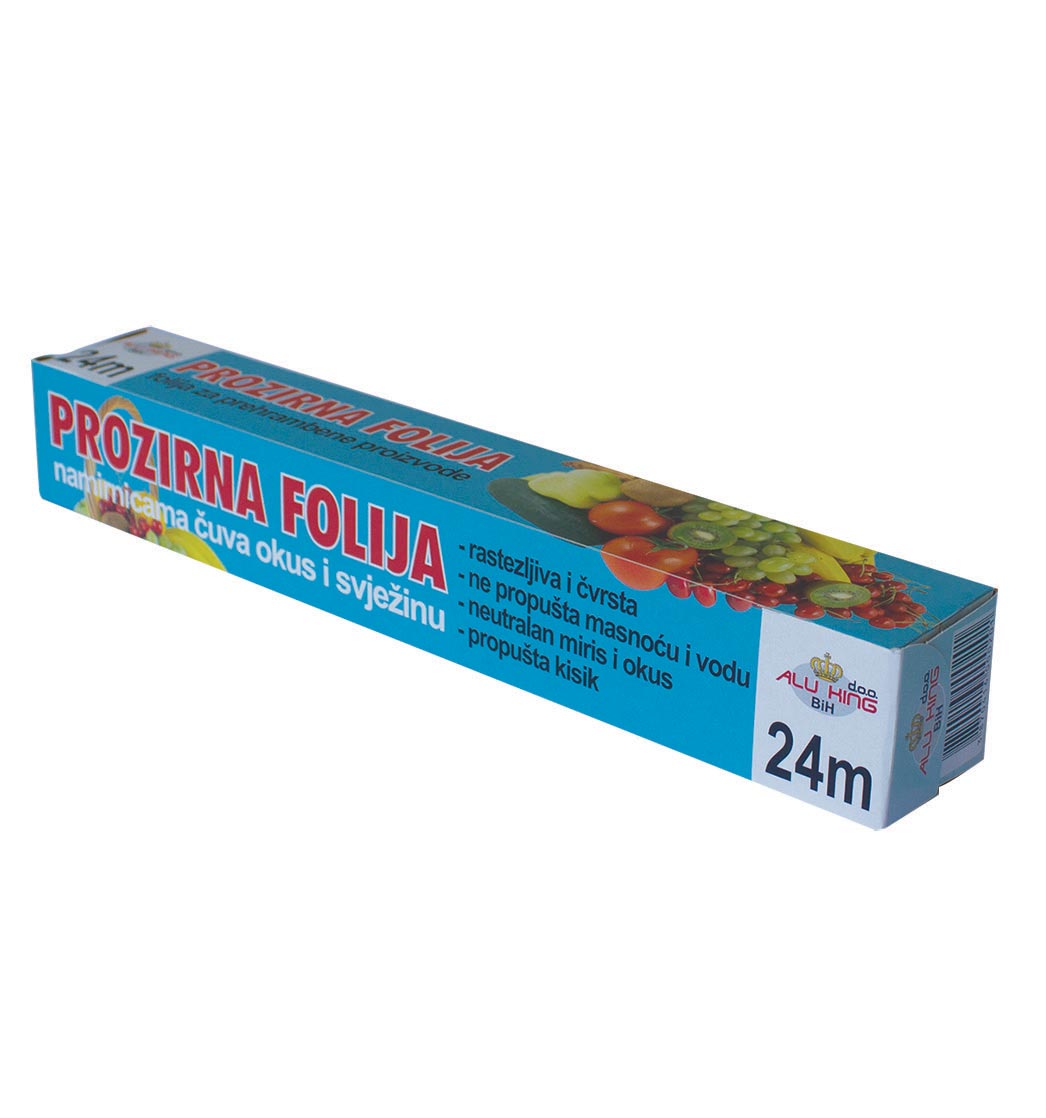 24m
PROZIRNA FOLIJA
folija za prehrambene proizvode
PROZIRNA FOLIJA
namirnicama čuva okus i svježinu
- rastezljiva i čvrsta
- ne propušta masnoću i vodu
- neutralan miris i okus
- propušta kisik
ALU KING d.o.o.
BiH
24m
ALU KING d.o.o.
BiH